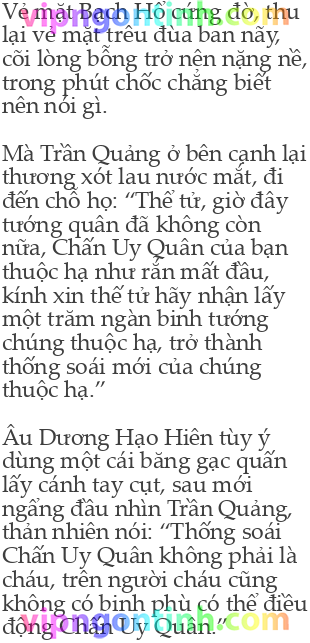 Vẻ mặt Bạch Hổ cứng đờ, thu
lại vẻ mặt trêu đùa ban nãy,
cõi lòng bỗng trở nên nặng nề,
trong phút chốc chẳng biết
nên nói gì.
Mà Trần Quảng ở bên cạnh lại
thương xót lau nước mắt, đi
đến chỗ họ: “Thế tử, giờ đây
tướng quân đã không còn
nữa, Chấn Uy Quân của bọn
thuộc hạ như rắn mất đầu,
kính xin thế tử hãy nhận lấy
một trăm ngàn binh tướng
chúng thuộc hạ, trở thành
thống soái mới của chúng
thuộc hạ.”
Âu Dương Hạo Hiên tùy ý
dùng một cái băng gạc quấn
lấy cánh tay cụt, sau mới
ngẩng đầu nhìn Trần Quảng,
thản nhiên nói: “Thống soái
Chấn Uy Quân không phải là
cháu, trên người cháu cũng
không có binh phù có thể điều
động Chấn Uy Quân.”
vipngontinh.com
vipngontinh.com